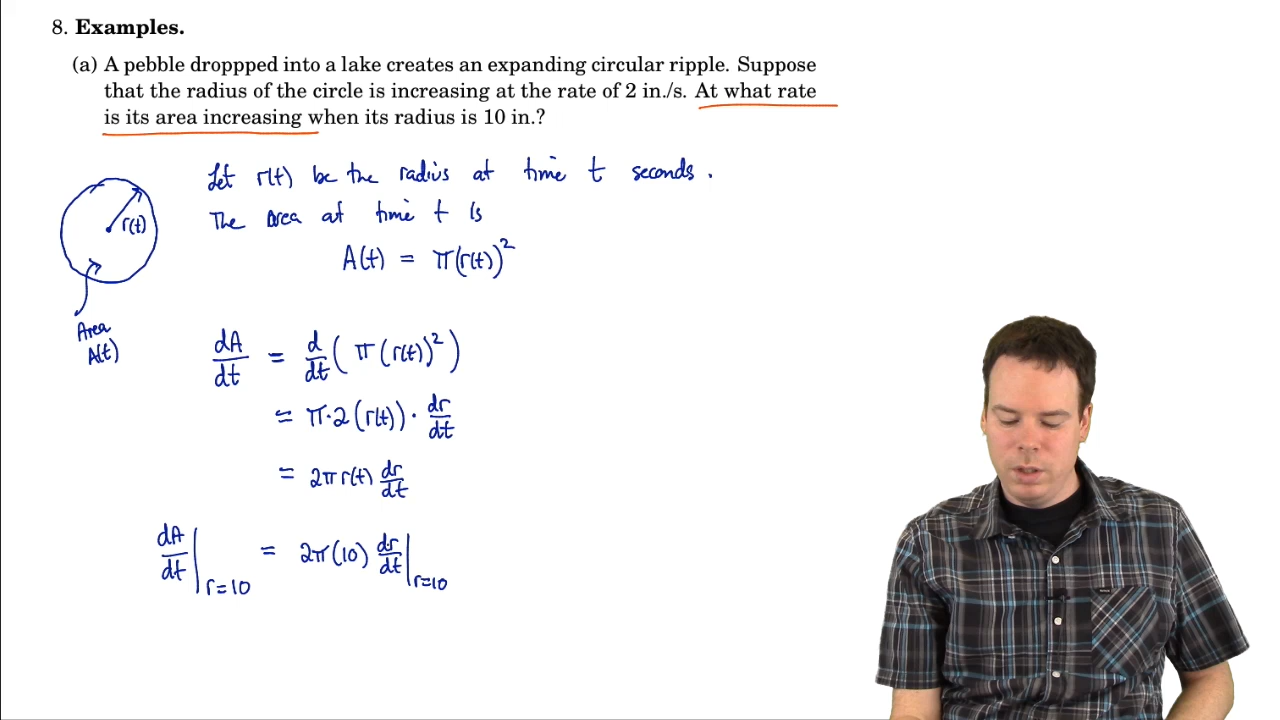 8. Examples.
(a) A pebble droppped into a lake creates an expanding circular ripple. Suppose
that the radius of the circle is increasing at the rate of 2 in./s. At what rate
is its area increasing when its radius is 10 in.?
Let r(t) be the radius at time t seconds.
The area at time t is
A(t) = π(r(t))²
r(t)
Area
A(t)
dA/dt = d/dt (π(r(t))²)
= π·2(r(t))·dr/dt
= 2π r(t) dr/dt
dA/dt |r=10 = 2π(10) dr/dt |r=10